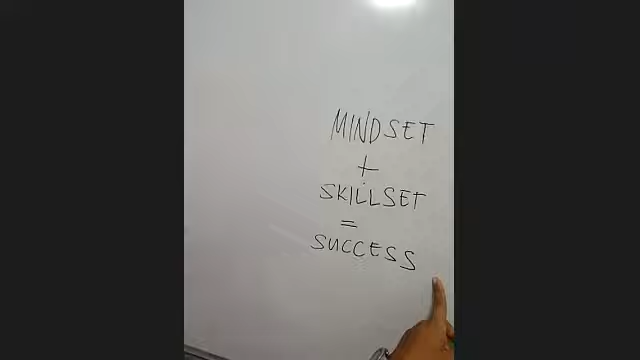 MINDSET
+
SKILLSET
=
SUCCESS